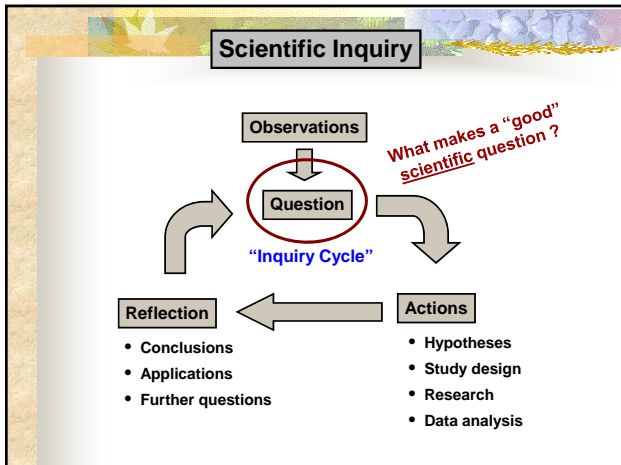 Scientific Inquiry
Observations
What makes a “good”
scientific question ?
Question
“Inquiry Cycle”
Reflection
• Conclusions
• Applications
• Further questions
Actions
• Hypotheses
• Study design
• Research
• Data analysis